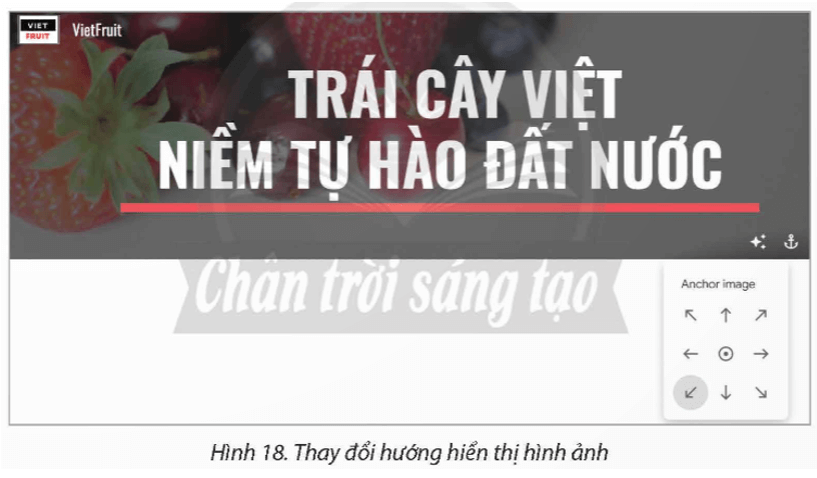 VIET
FRUIT
VietFruit
TRÁI CÂY VIỆT
NIỀM TỰ HÀO ĐẤT NƯỚC
Chân trời sáng tạo
Anchor image
Hình 18. Thay đổi hướng hiển thị hình ảnh